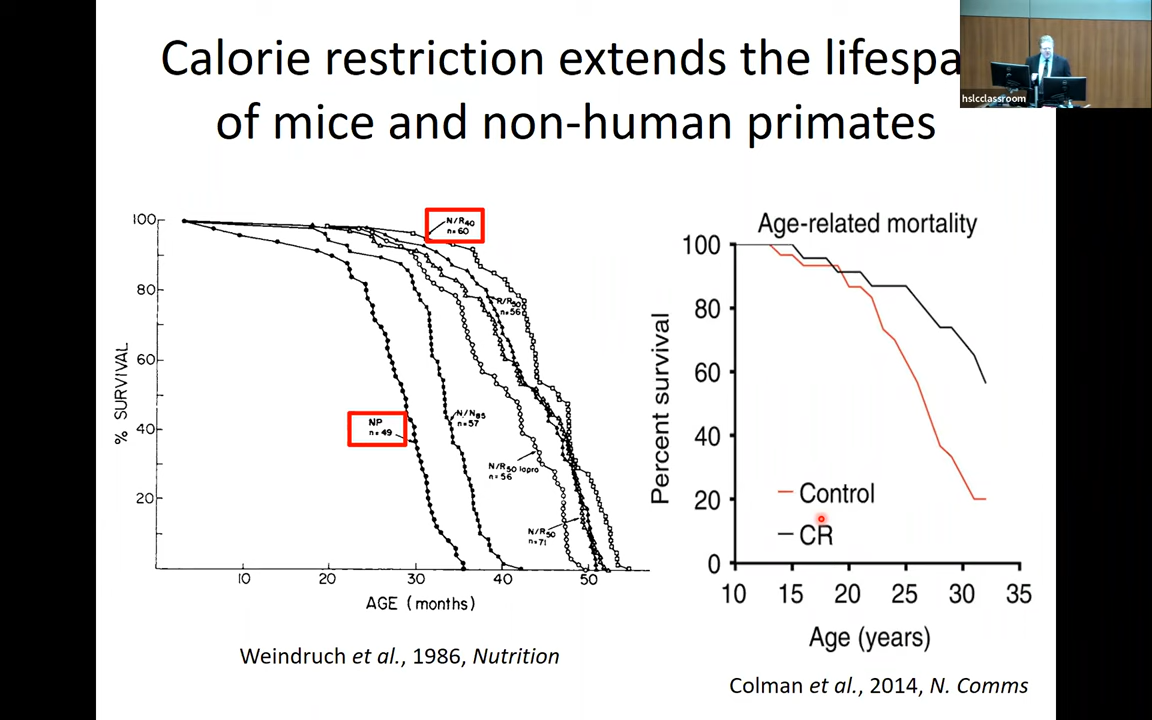 Calorie restriction extends the lifespa
of mice and non-human primates
hslcclassroom
% SURVIVAL
100
80
60
40
20
10
20
30
40
50
AGE (months)
N/R40
n=60
R/R50
n=56
NP
n=49
N/N85
n=57
N/R50 lopro
n=56
N/R50
n=71
Weindruch et al., 1986, Nutrition
Age-related mortality
Percent survival
100
80
60
40
20
0
Control
CR
10
15
20
25
30
35
Age (years)
Colman et al., 2014, N. Comms